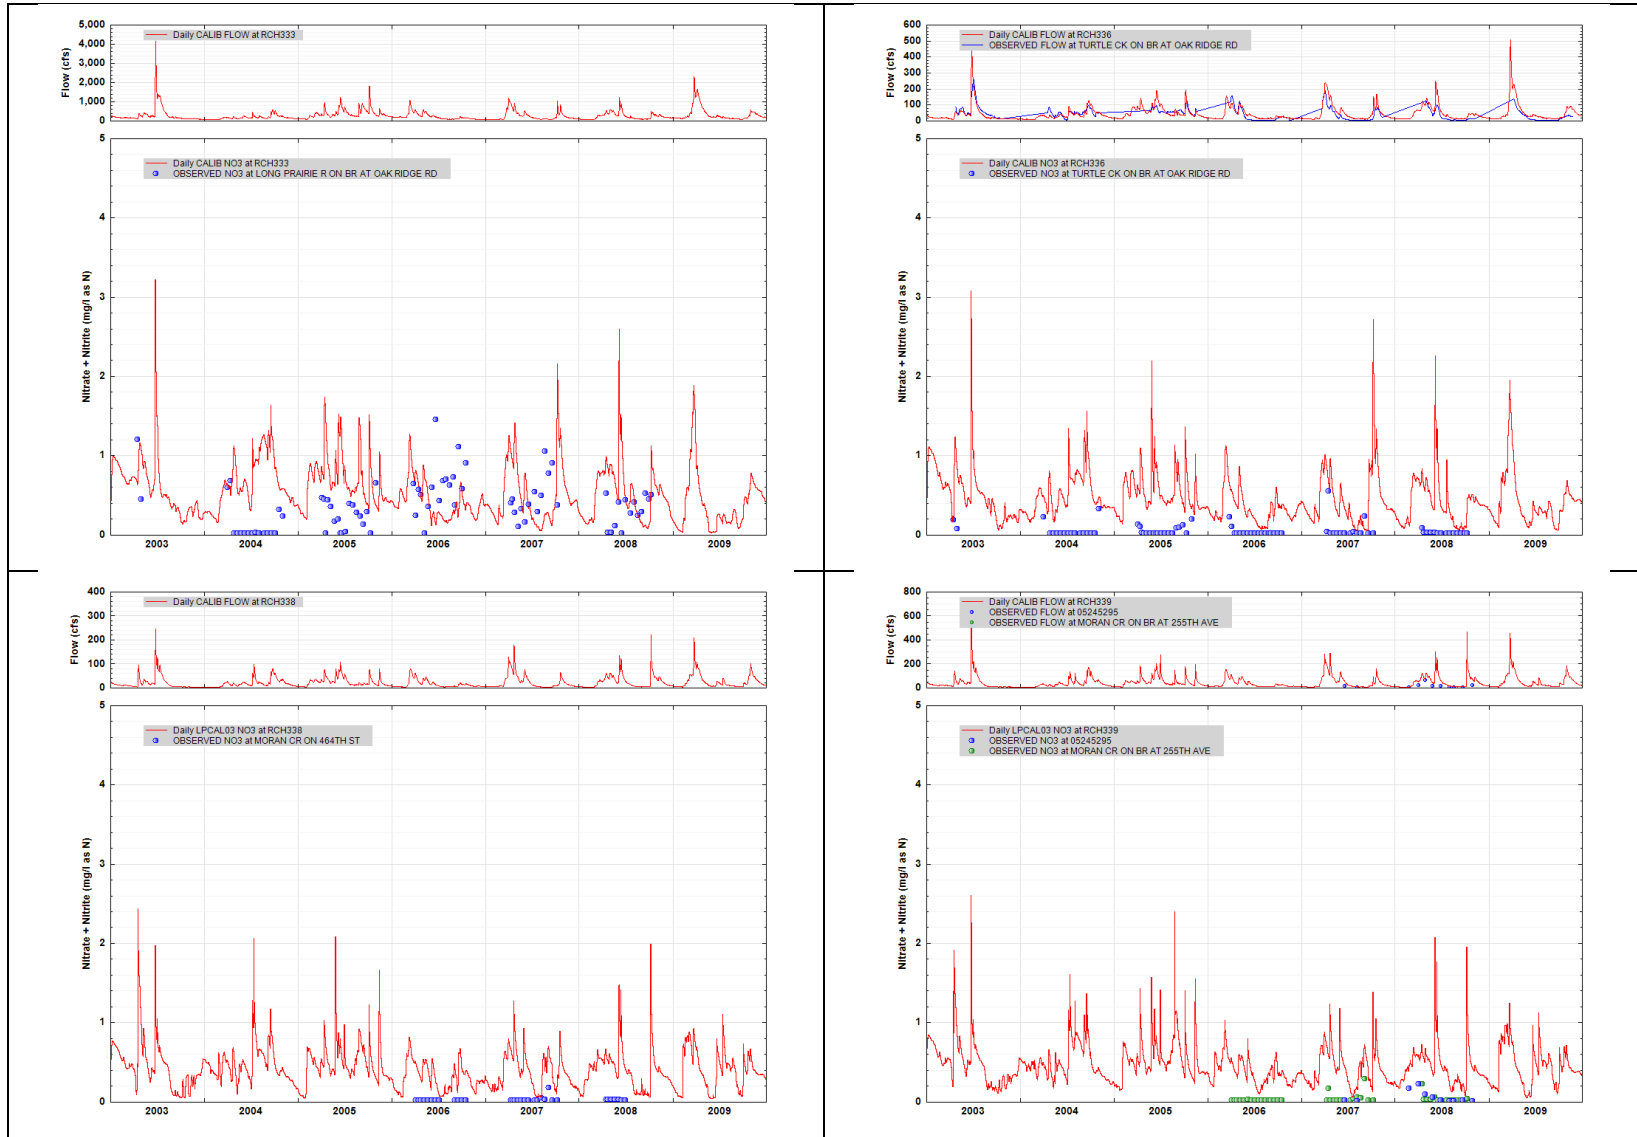 5,000
4,000
3,000
2,000
1,000
0
Flow (cfs)
Daily CALIB FLOW at RCH333
5
4
3
2
1
0
Nitrate + Nitrite (mg/l as N)
Daily CALIB NO3 at RCH333
OBSERVED NO3 at LONG PRAIRIE R ON BR AT OAK RIDGE RD
2003 2004 2005 2006 2007 2008 2009
600
500
400
300
200
100
0
Flow (cfs)
Daily CALIB FLOW at RCH336
OBSERVED FLOW at TURTLE CK ON BR AT OAK RIDGE RD
5
4
3
2
1
0
Nitrate + Nitrite (mg/l as N)
Daily CALIB NO3 at RCH336
OBSERVED NO3 at TURTLE CK ON BR AT OAK RIDGE RD
2003 2004 2005 2006 2007 2008 2009
400
300
200
100
0
Flow (cfs)
Daily CALIB FLOW at RCH338
5
4
3
2
1
0
Nitrate + Nitrite (mg/l as N)
Daily LPCAL03 NO3 at RCH338
OBSERVED NO3 at MORAN CR ON 464TH ST
2003 2004 2005 2006 2007 2008 2009
800
600
400
200
0
Flow (cfs)
Daily CALIB FLOW at RCH339
OBSERVED FLOW at 05245295
OBSERVED FLOW at MORAN CR ON BR AT 255TH AVE
5
4
3
2
1
0
Nitrate + Nitrite (mg/l as N)
Daily LPCAL03 NO3 at RCH339
OBSERVED NO3 at 05245295
OBSERVED NO3 at MORAN CR ON BR AT 255TH AVE
2003 2004 2005 2006 2007 2008 2009